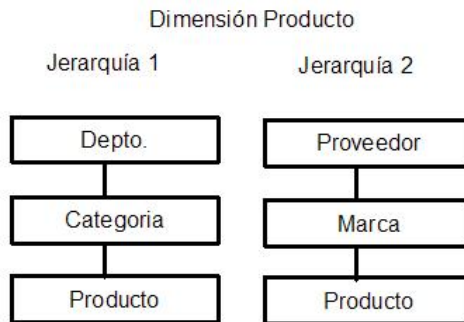 Dimensión Producto
Jerarquía 1
Jerarquía 2
Depto.
Proveedor
Categoria
Marca
Producto
Producto